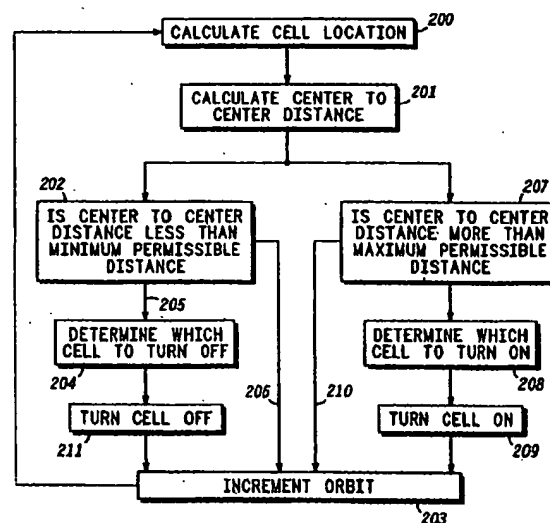 200
CALCULATE CELL LOCATION
201
CALCULATE CENTER TO
CENTER DISTANCE
202
IS CENTER TO CENTER
DISTANCE LESS THAN
MINIMUM PERMISSIBLE
DISTANCE
207
IS CENTER TO CENTER
DISTANCE MORE THAN
MAXIMUM PERMISSIBLE
DISTANCE
205
DETERMINE WHICH
CELL TO TURN OFF
204
206
210
DETERMINE WHICH
CELL TO TURN ON
208
TURN CELL OFF
211
TURN CELL ON
209
INCREMENT ORBIT
203